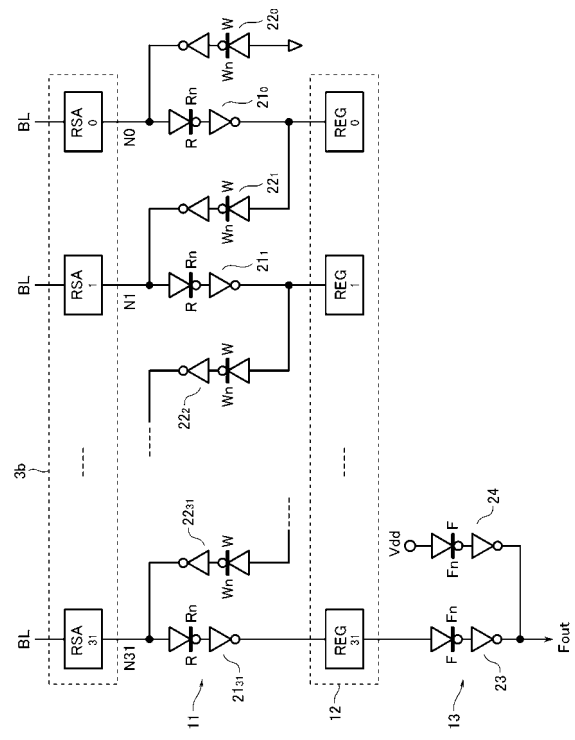 BL
BL
BL
3b
RSA
31
RSA
1
RSA
0
N31
N1
N0
R
Rn
21₃₁
Wn
W
22₃₁
Wn
W
22₂
R
Rn
21₁
Wn
W
22₁
R
Rn
21₀
Wn
W
22₀
11
12
REG
31
REG
1
REG
0
13
F
Fn
23
Vdd
Fn
F
24
Fout